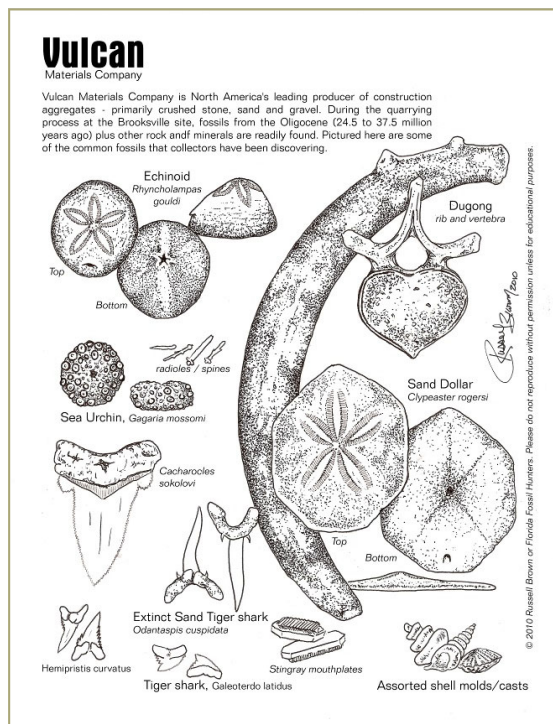 Vulcan
Materials Company
Vulcan Materials Company is North America's leading producer of construction
aggregates - primarily crushed stone, sand and gravel. During the quarrying
process at the Brooksville site, fossils from the Oligocene (24.5 to 37.5 million
years ago) plus other rock andf minerals are readily found. Pictured here are some
of the common fossils that collectors have been discovering.
Echinoid
Rhyncholampas
gouldi
Top
Bottom
Dugong
rib and vertebra
Russell Brown 2010
radioles / spines
Sea Urchin, Gagaria mossomi
Sand Dollar
Clypeaster rogersi
Cacharocles
sokolovi
Top
Bottom
Extinct Sand Tiger shark
Odantaspis cuspidata
Hemipristis curvatus
Tiger shark, Galeoterdo latidus
Stingray mouthplates
Assorted shell molds/casts
© 2010 Russell Brown or Florida Fossil Hunters. Please do not reproduce without permission unless for educational purposes.